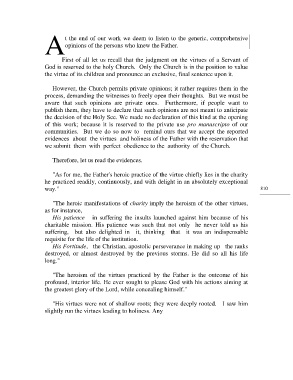 At the end of our work we deem to listen to the generic, comprehensive
opinions of the persons who knew the Father.
First of all let us recall that the judgment on the virtues of a Servant of
God is reserved to the holy Church. Only the Church is in the position to value
the virtue of its children and pronounce an exclusive, final sentence upon it.
However, the Church permits private opinions; it rather requires them in the
process, demanding the witnesses to freely open their thoughts. But we must be
aware that such opinions are private ones. Furthermore, if people want to
publish them, they have to declare that such opinions are not meant to anticipate
the decision of the Holy See. We made no declaration of this kind at the opening
of this work; because it is reserved to the private use pro manuscripto of our
communities. But we do so now to remind ours that we accept the reported
evidences about the virtues and holiness of the Father with the reservation that
we submit them with perfect obedience to the authority of the Church.
Therefore, let us read the evidences.
"As for me, the Father's heroic practice of the virtue chiefly lies in the charity
he practiced readily, continuously, and with delight in an absolutely exceptional
way."
310
"The heroic manifestations of charity imply the heroism of the other virtues,
as for instance,
His patience in suffering the insults launched against him because of his
charitable mission. His patience was such that not only he never told us his
suffering, but also delighted in it, thinking that it was an indispensable
requisite for the life of the institution.
His Fortitude, the Christian, apostolic perseverance in making up the ranks
destroyed, or almost destroyed by the previous storms. He did so all his life
long."
"The heroism of the virtues practiced by the Father is the outcome of his
profound, interior life. He ever sought to please God with his actions aiming at
the greatest glory of the Lord, while concealing himself."
"His virtues were not of shallow roots; they were deeply rooted. I saw him
slightly run the virtues leading to holiness. Any